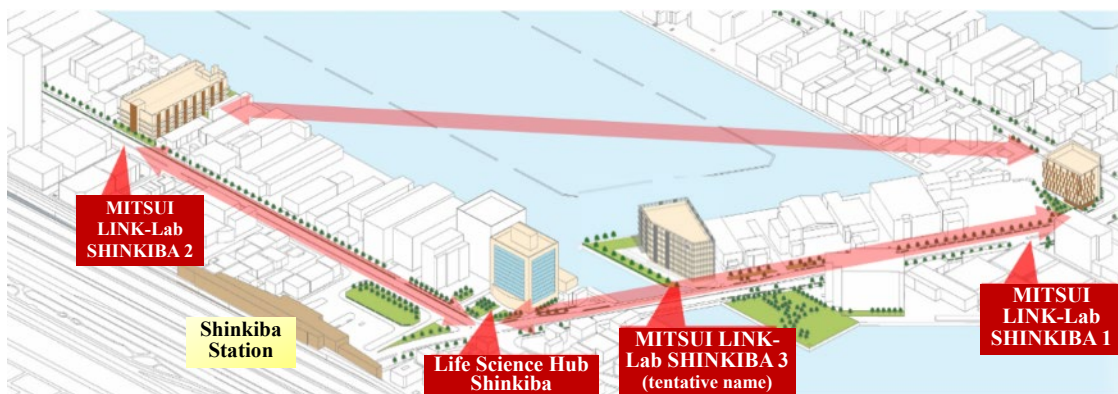 MITSUI
LINK-Lab
SHINKIBA 2
Shinkiba
Station
Life Science Hub
Shinkiba
MITSUI LINK-
Lab SHINKIBA 3
(tentative name)
MITSUI
LINK-Lab
SHINKIBA 1